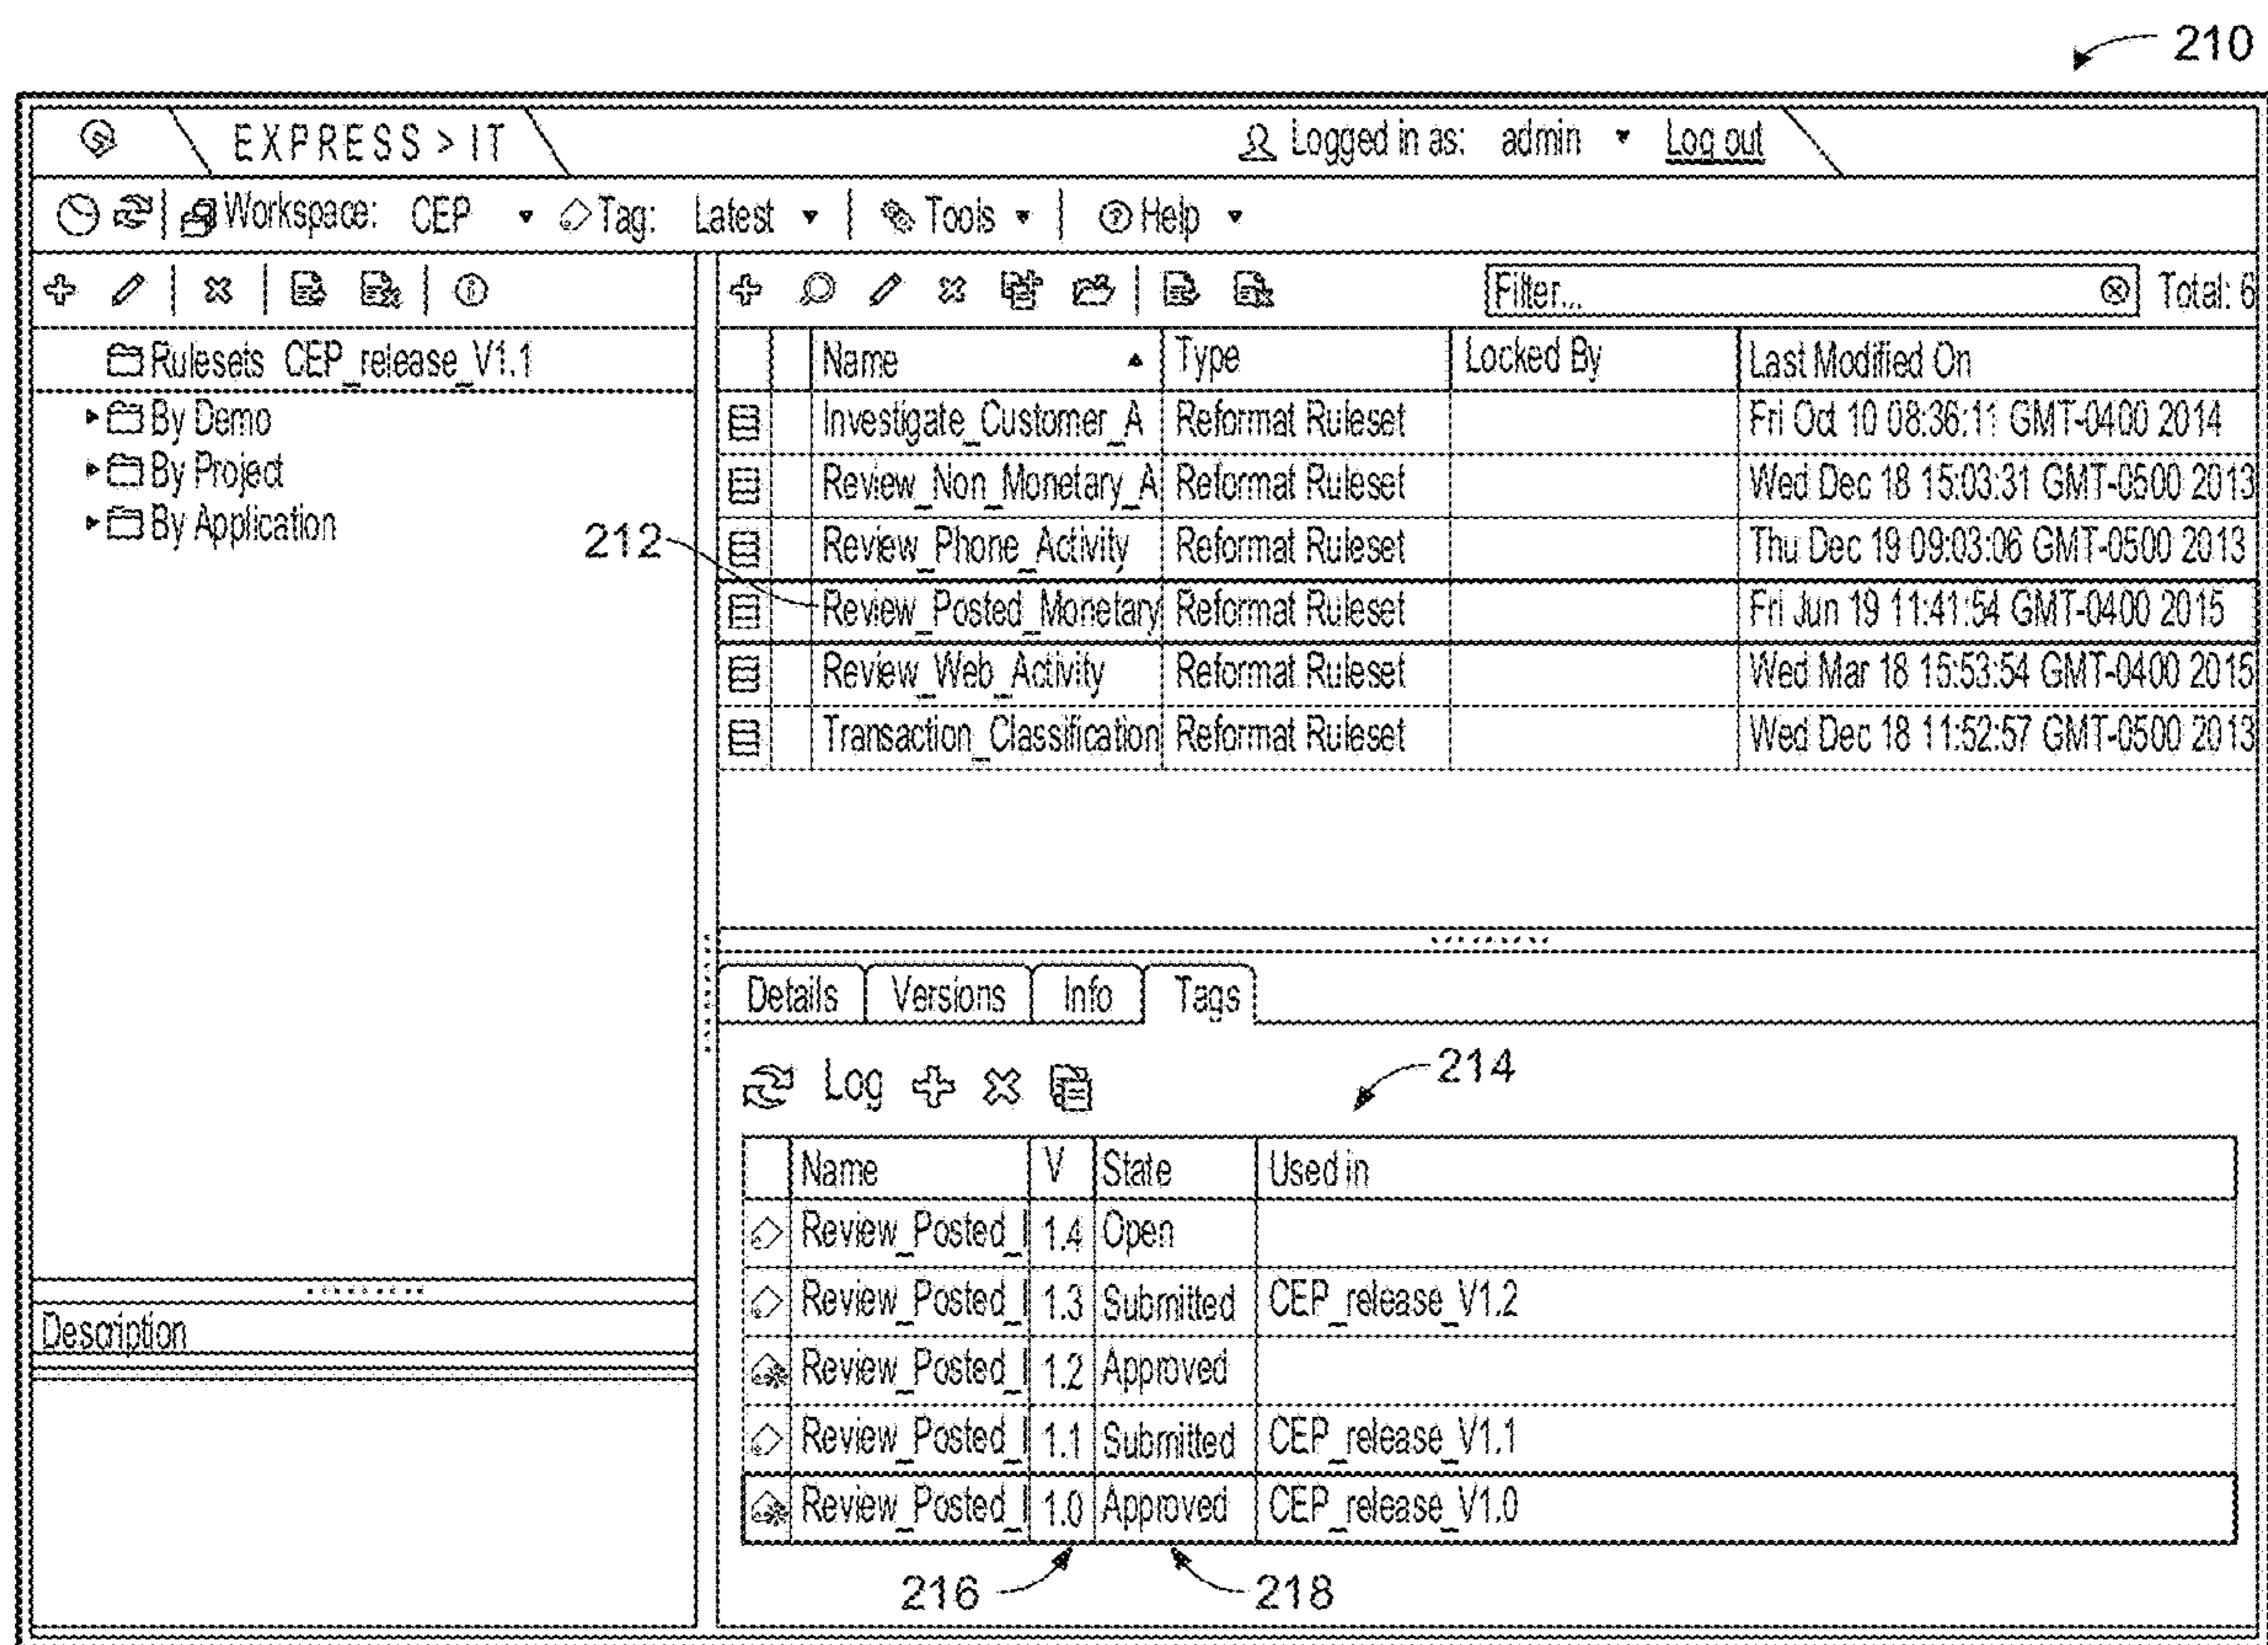 210
EXPRESS > IT
Logged in as: admin Log out
Workspace: CEP Tag: Latest Tools Help
Filter... Total: 6
Rulesets CEP_release_V1.1
By Demo
By Project
By Application
Name Type Locked By Last Modified On
Investigate_Customer_A Reformat Ruleset Fri Oct 10 08:36:11 GMT-0400 2014
Review_Non_Monetary_A Reformat Ruleset Wed Dec 18 15:03:31 GMT-0500 2013
Review_Phone_Activity Reformat Ruleset Thu Dec 19 09:03:06 GMT-0500 2013
212
Review_Posted_Monetary Reformat Ruleset Fri Jun 19 11:41:54 GMT-0400 2015
Review_Web_Activity Reformat Ruleset Wed Mar 18 15:53:54 GMT-0400 2015
Transaction_Classification Reformat Ruleset Wed Dec 18 11:52:57 GMT-0500 2013
Details Versions Info Tags
Log
214
Name V State Used in
Review_Posted_ 1.4 Open
Review_Posted_ 1.3 Submitted CEP_release_V1.2
Review_Posted_ 1.2 Approved
Review_Posted_ 1.1 Submitted CEP_release_V1.1
Review_Posted_ 1.0 Approved CEP_release_V1.0
216 218
Description